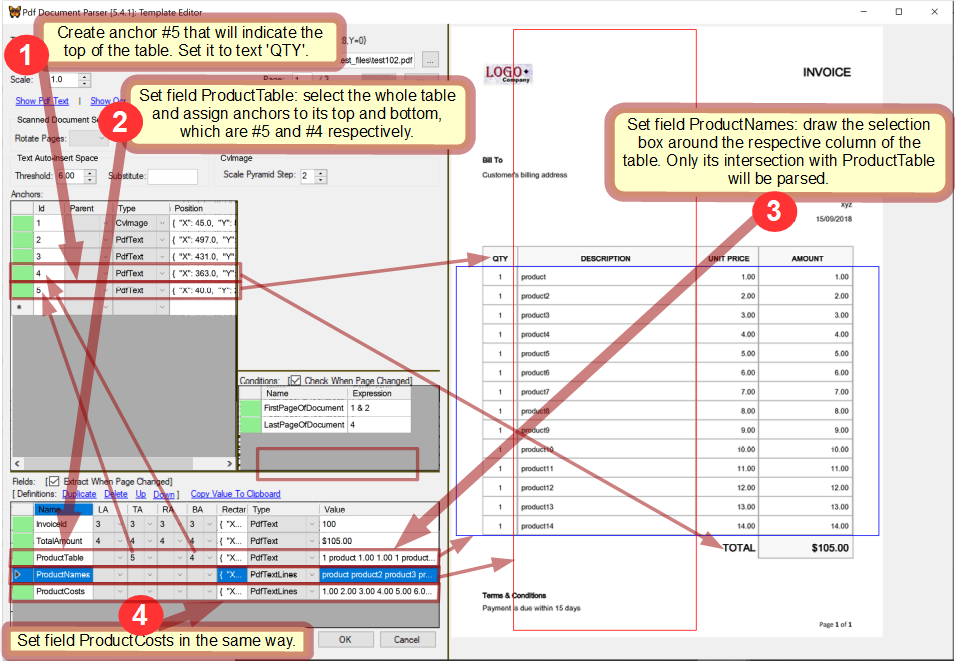 Pdf Document Parser [5.4.1]: Template Editor
Create anchor #5 that will indicate the
top of the table. Set it to text 'QTY'.
1
est_files\test102.pdf
...
Scale:
1.0
Show Pdf Text
|
Rotate Pages:
Text Auto-Insert Space
Threshold:
6.00
Substitute:
CvImage
Scale Pyramid Step:
2
2
Set field ProductTable: select the whole table
and assign anchors to its top and bottom,
which are #5 and #4 respectively.
Set field ProductNames: draw the selection
box around the respective column of the
table. Only its intersection with ProductTable
will be parsed.
3
Anchors:
Id Parent Type Position
1 CvImage { "X": 45.0, "Y":
2 PdfText { "X": 497.0, "Y":
3 PdfText { "X": 431.0, "Y":
4 PdfText { "X": 363.0, "Y":
5 PdfText { "X": 40.0, "Y": 2
*
Conditions: [ Check When Page Changed]
Name Expression
FirstPageOfDocument 1 & 2
LastPageOfDocument 4
Fields: [ Extract When Page Changed]
[ Definitions: Duplicate Delete Up Down ] Copy Value To Clipboard
Name LA TA RA BA Rectar Type Value
InvoiceId 3 3 3 3 { "X... PdfText 100
TotalAmount 4 4 4 4 { "X... PdfText $105.00
ProductTable 5 4 { "X... PdfText 1 product 1.00 1.00 1 product...
ProductNames { "X... PdfTextLines product product2 product3 pr...
ProductCosts { "X... PdfTextLines 1.00 2.00 3.00 4.00 5.00 6.0...
4
Set field ProductCosts in the same way.
OK
Cancel
LOGO
Company
INVOICE
Bill To
Customer's billing address
xyz
15/09/2018
QTY DESCRIPTION UNIT PRICE AMOUNT
1 product 1.00 1.00
1 product2 2.00 2.00
1 product3 3.00 3.00
1 product4 4.00 4.00
1 product5 5.00 5.00
1 product6 6.00 6.00
1 product7 7.00 7.00
1 product8 8.00 8.00
1 product9 9.00 9.00
1 product10 10.00 10.00
1 product11 11.00 11.00
1 product12 12.00 12.00
1 product13 13.00 13.00
1 product14 14.00 14.00
TOTAL $105.00
Terms & Conditions
Payment is due within 15 days
Page 1 of 1